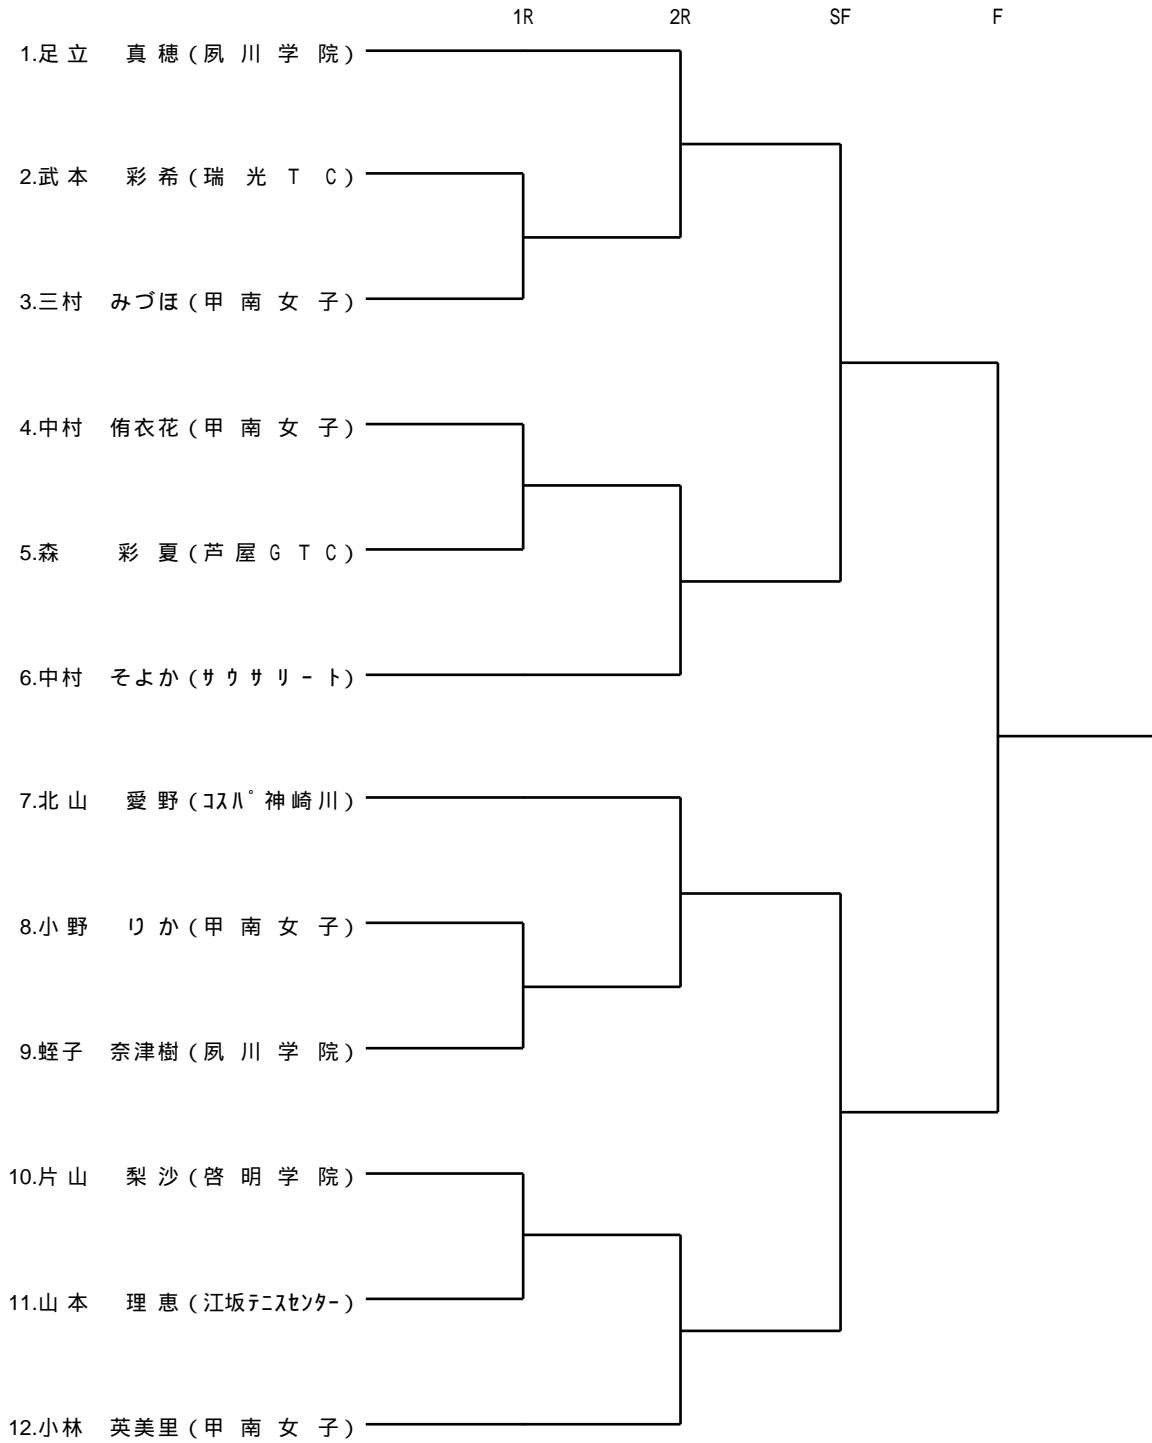 1R 2R SF F
1.足立 真穂(夙川学院)
2.武本 彩希(瑞光TC)
3.三村 みづほ(甲南女子)
4.中村 侑衣花(甲南女子)
5.森 彩夏(芦屋GTC)
6.中村 そよか(ｻｳｻﾘｰﾄ)
7.北山 愛野(ｺｽﾊﾟ神崎川)
8.小野 りか(甲南女子)
9.蛭子 奈津樹(夙川学院)
10.片山 梨沙(啓明学院)
11.山本 理恵(江坂ﾃﾆｽｾﾝﾀｰ)
12.小林 英美里(甲南女子)